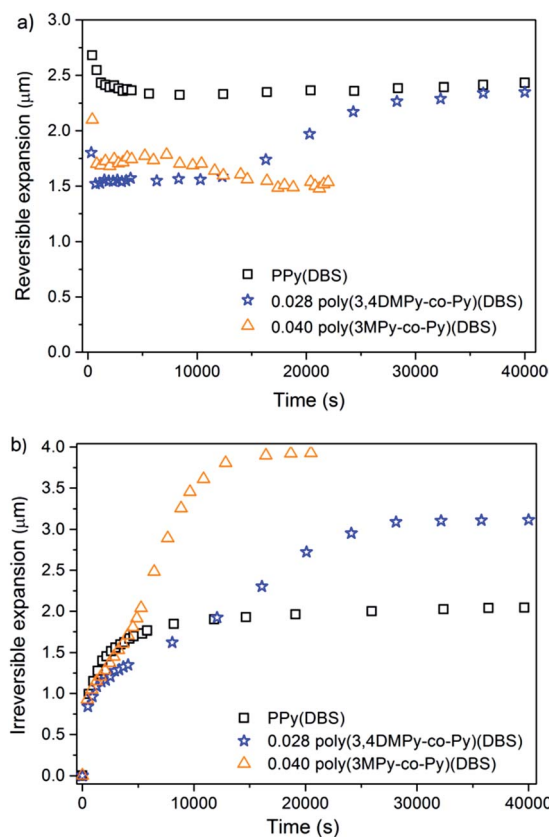 a)
3.0
2.5
2.0
1.5
1.0
0.5
0.0
Reversible expansion (μm)
PPy(DBS)
0.028 poly(3,4DMPy-co-Py)(DBS)
0.040 poly(3MPy-co-Py)(DBS)
0 10000 20000 30000 40000
Time (s)
b)
4.0
3.5
3.0
2.5
2.0
1.5
1.0
0.5
0.0
Irreversible expansion (μm)
PPy(DBS)
0.028 poly(3,4DMPy-co-Py)(DBS)
0.040 poly(3MPy-co-Py)(DBS)
0 10000 20000 30000 40000
Time (s)